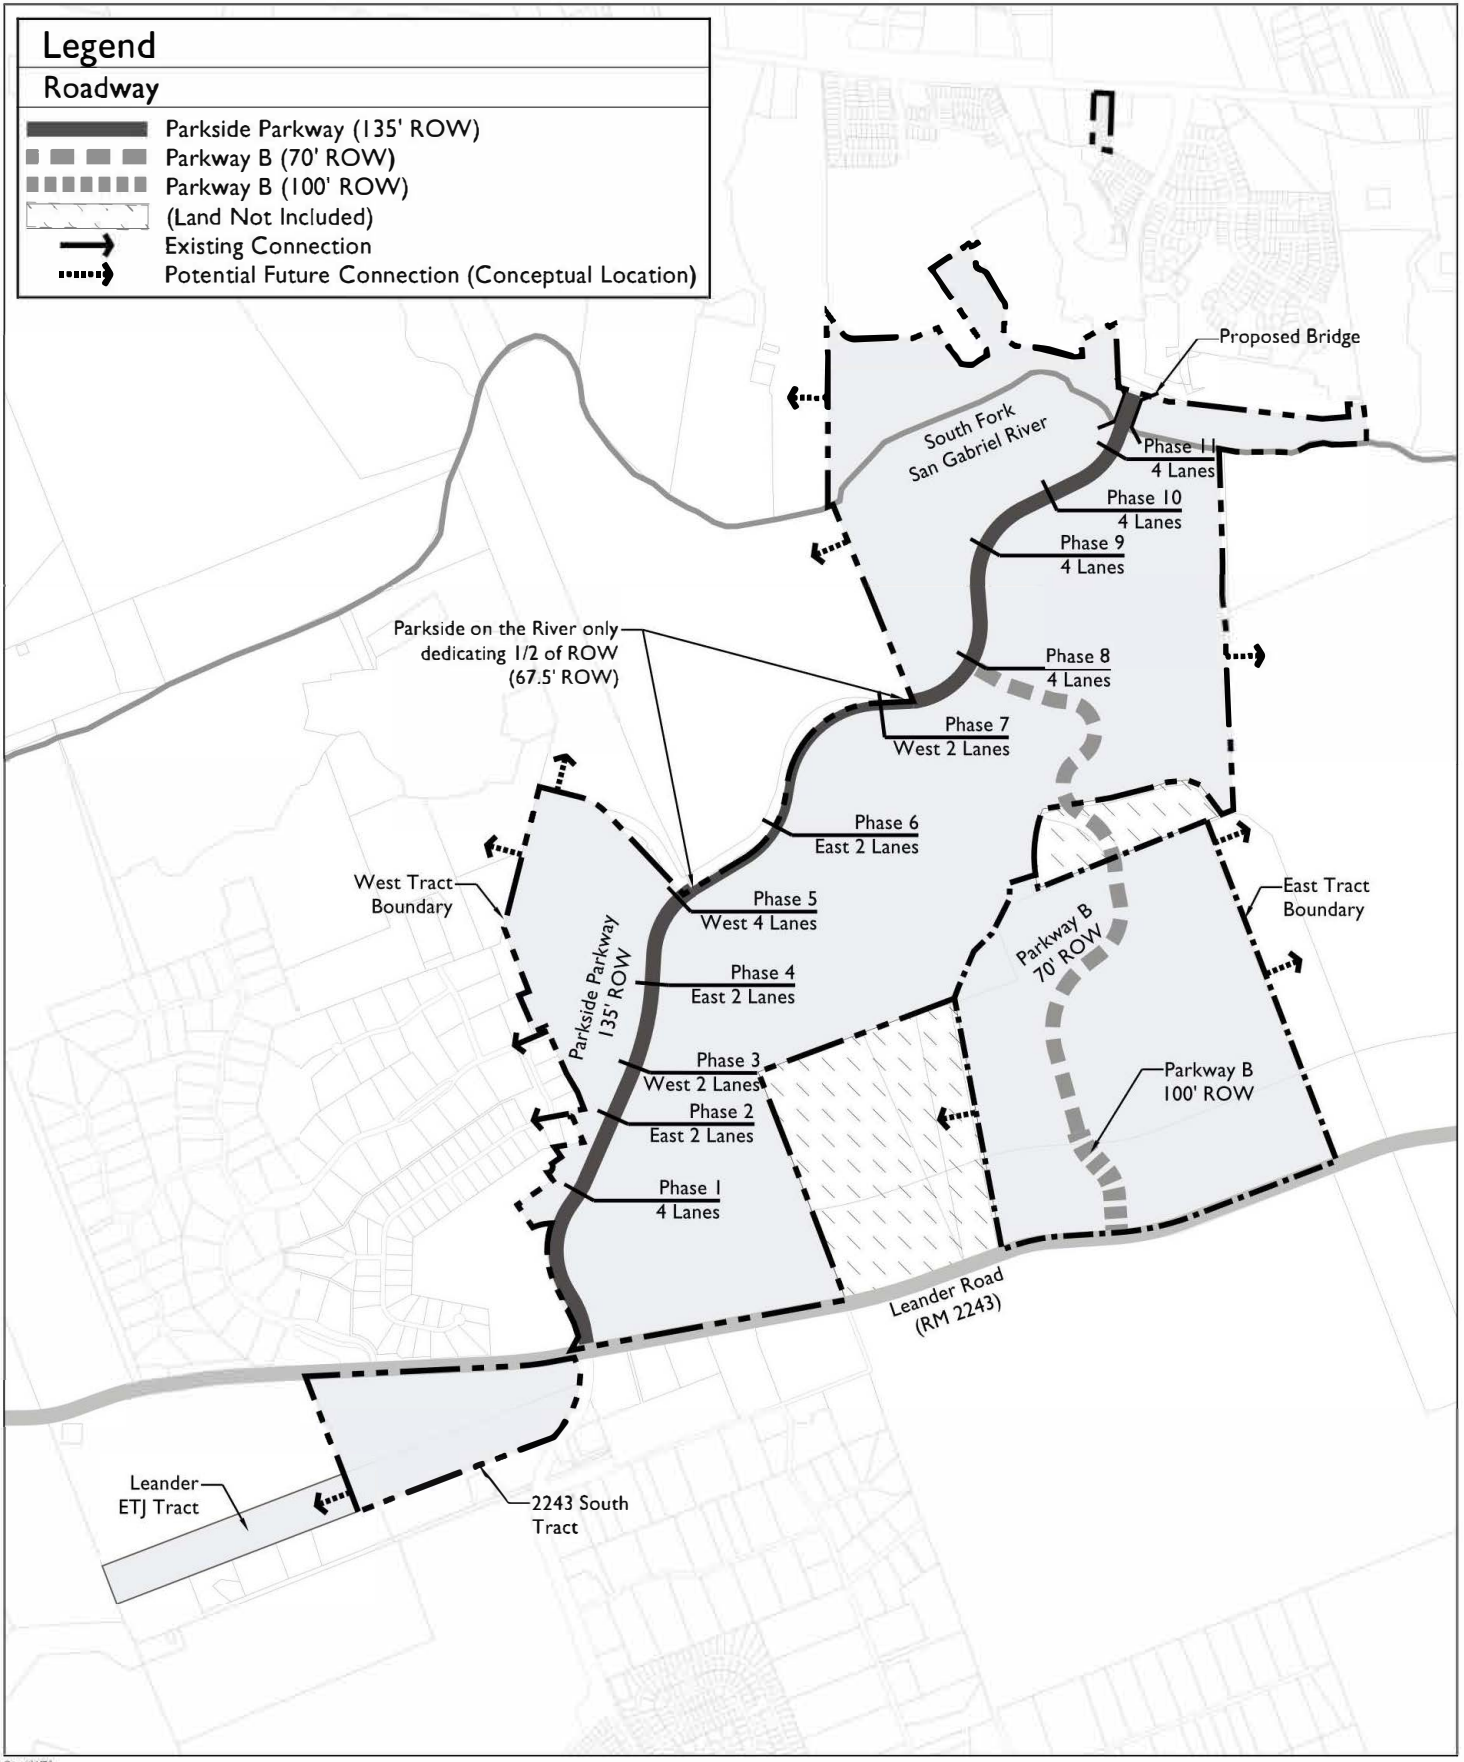 Legend
Roadway
Parkside Parkway (135' ROW)
Parkway B (70' ROW)
Parkway B (100' ROW)
(Land Not Included)
Existing Connection
Potential Future Connection (Conceptual Location)
Proposed Bridge
South Fork
San Gabriel River
Phase 11
4 Lanes
Phase 10
4 Lanes
Phase 9
4 Lanes
Parkside on the River only
dedicating 1/2 of ROW
(67.5' ROW)
Phase 8
4 Lanes
Phase 7
West 2 Lanes
Phase 6
East 2 Lanes
West Tract
Boundary
East Tract
Boundary
Phase 5
West 4 Lanes
Parkway B
70' ROW
Parkside Parkway
135' ROW
Phase 4
East 2 Lanes
Phase 3
West 2 Lanes
Parkway B
100' ROW
Phase 2
East 2 Lanes
Phase 1
4 Lanes
Leander Road
(RM 2243)
Leander
ETJ Tract
2243 South
Tract